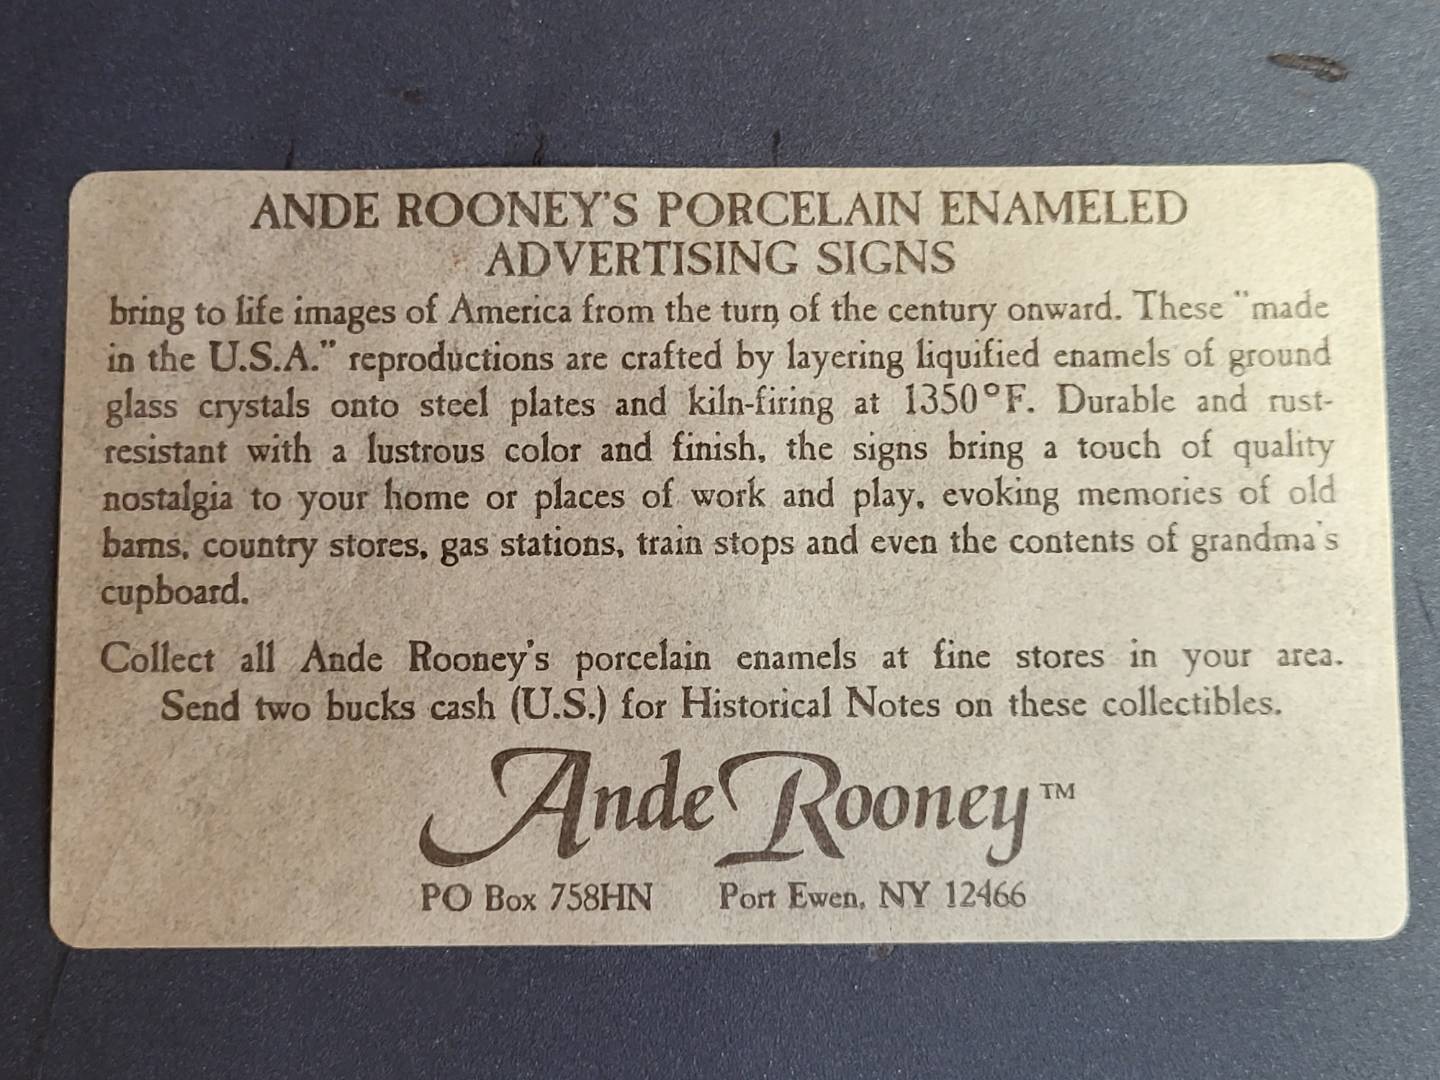 ANDE ROONEY'S PORCELAIN ENAMELED
ADVERTISING SIGNS
bring to life images of America from the turn of the century onward. These "made
in the U.S.A." reproductions are crafted by layering liquified enamels of ground
glass crystals onto steel plates and kiln-firing at 1350°F. Durable and rust-
resistant with a lustrous color and finish, the signs bring a touch of quality
nostalgia to your home or places of work and play, evoking memories of old
barns, country stores, gas stations, train stops and even the contents of grandma's
cupboard.
Collect all Ande Rooney's porcelain enamels at fine stores in your area.
Send two bucks cash (U.S.) for Historical Notes on these collectibles.
Ande Rooney™
PO Box 758HN Port Ewen, NY 12466